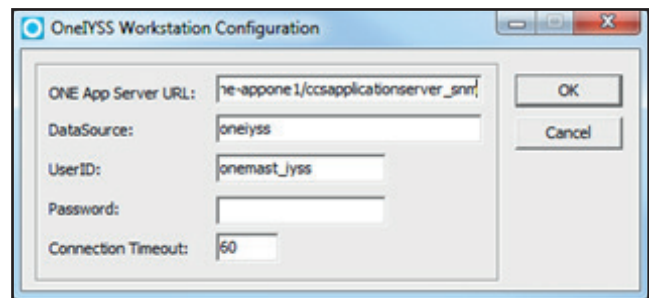 OneIYSS Workstation Configuration
ONE App Server URL: ne-appone1/ccsapplicationserver_snm
OK
DataSource: oneiyss
Cancel
UserID: onemast_iyss
Password:
Connection Timeout: 60